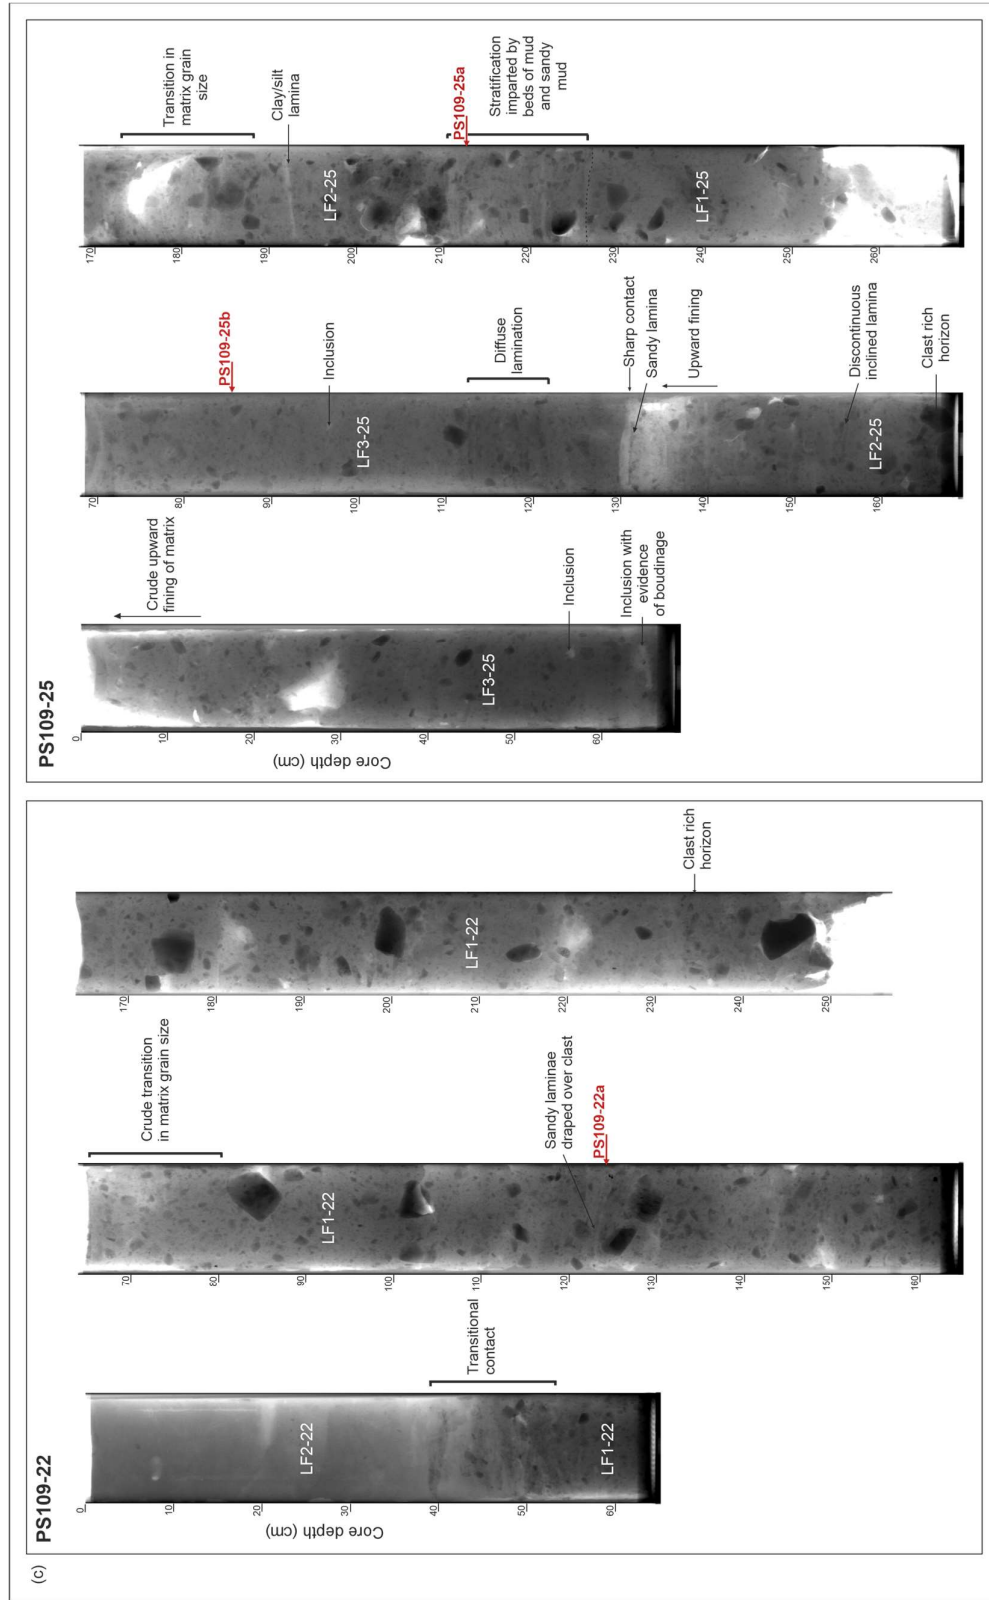 (c)
PS109-22
Core depth (cm)
0
10
20
30
40
50
60
LF2-22
LF1-22
Transitional
contact
70
80
90
100
110
120
130
140
150
160
LF1-22
Crude transition
in matrix grain size
Sandy laminae
draped over clast
PS109-22a
170
180
190
200
210
220
230
240
250
LF1-22
Clast rich
horizon
PS109-25
Core depth (cm)
0
10
20
30
40
50
60
LF3-25
Crude upward
fining of matrix
Inclusion
Inclusion with
evidence
of boudinage
70
80
90
100
110
120
130
140
150
160
LF3-25
LF2-25
PS109-25b
Inclusion
Diffuse
lamination
Sharp contact
Sandy lamina
Upward fining
Discontinuous
inclined lamina
Clast rich
horizon
170
180
190
200
210
220
230
240
250
260
LF2-25
LF1-25
Transition in
matrix grain
size
Clay/silt
lamina
PS109-25a
Stratification
imparted by
beds of mud
and sandy
mud